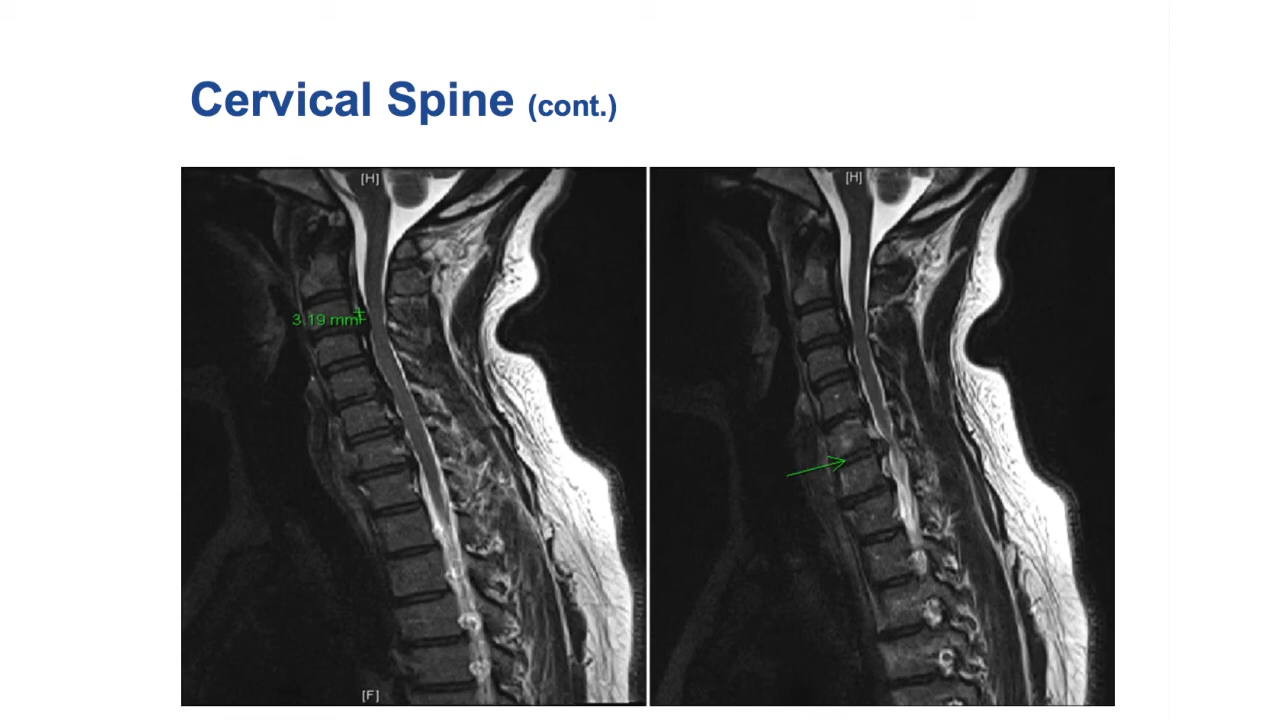 Cervical Spine (cont.)
[H]
[H]
3.19 mm
[F]